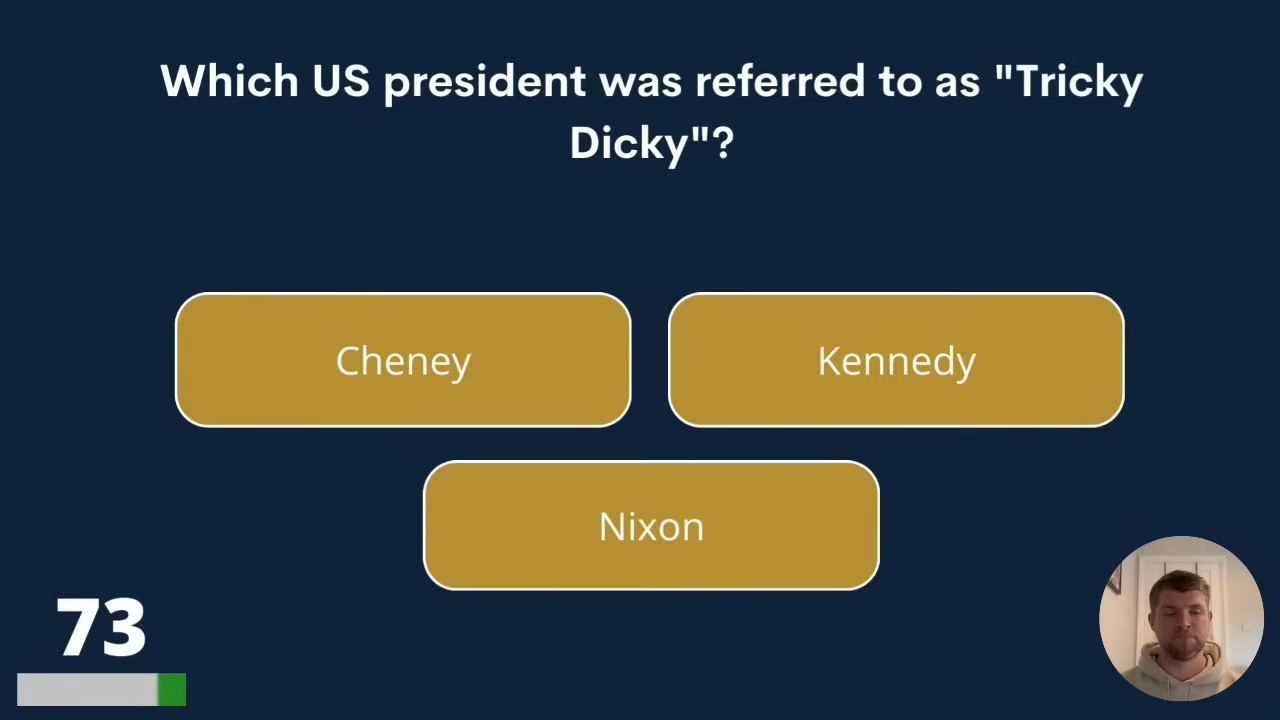 Which US president was referred to as "Tricky
Dicky"?
Cheney
Kennedy
Nixon
73